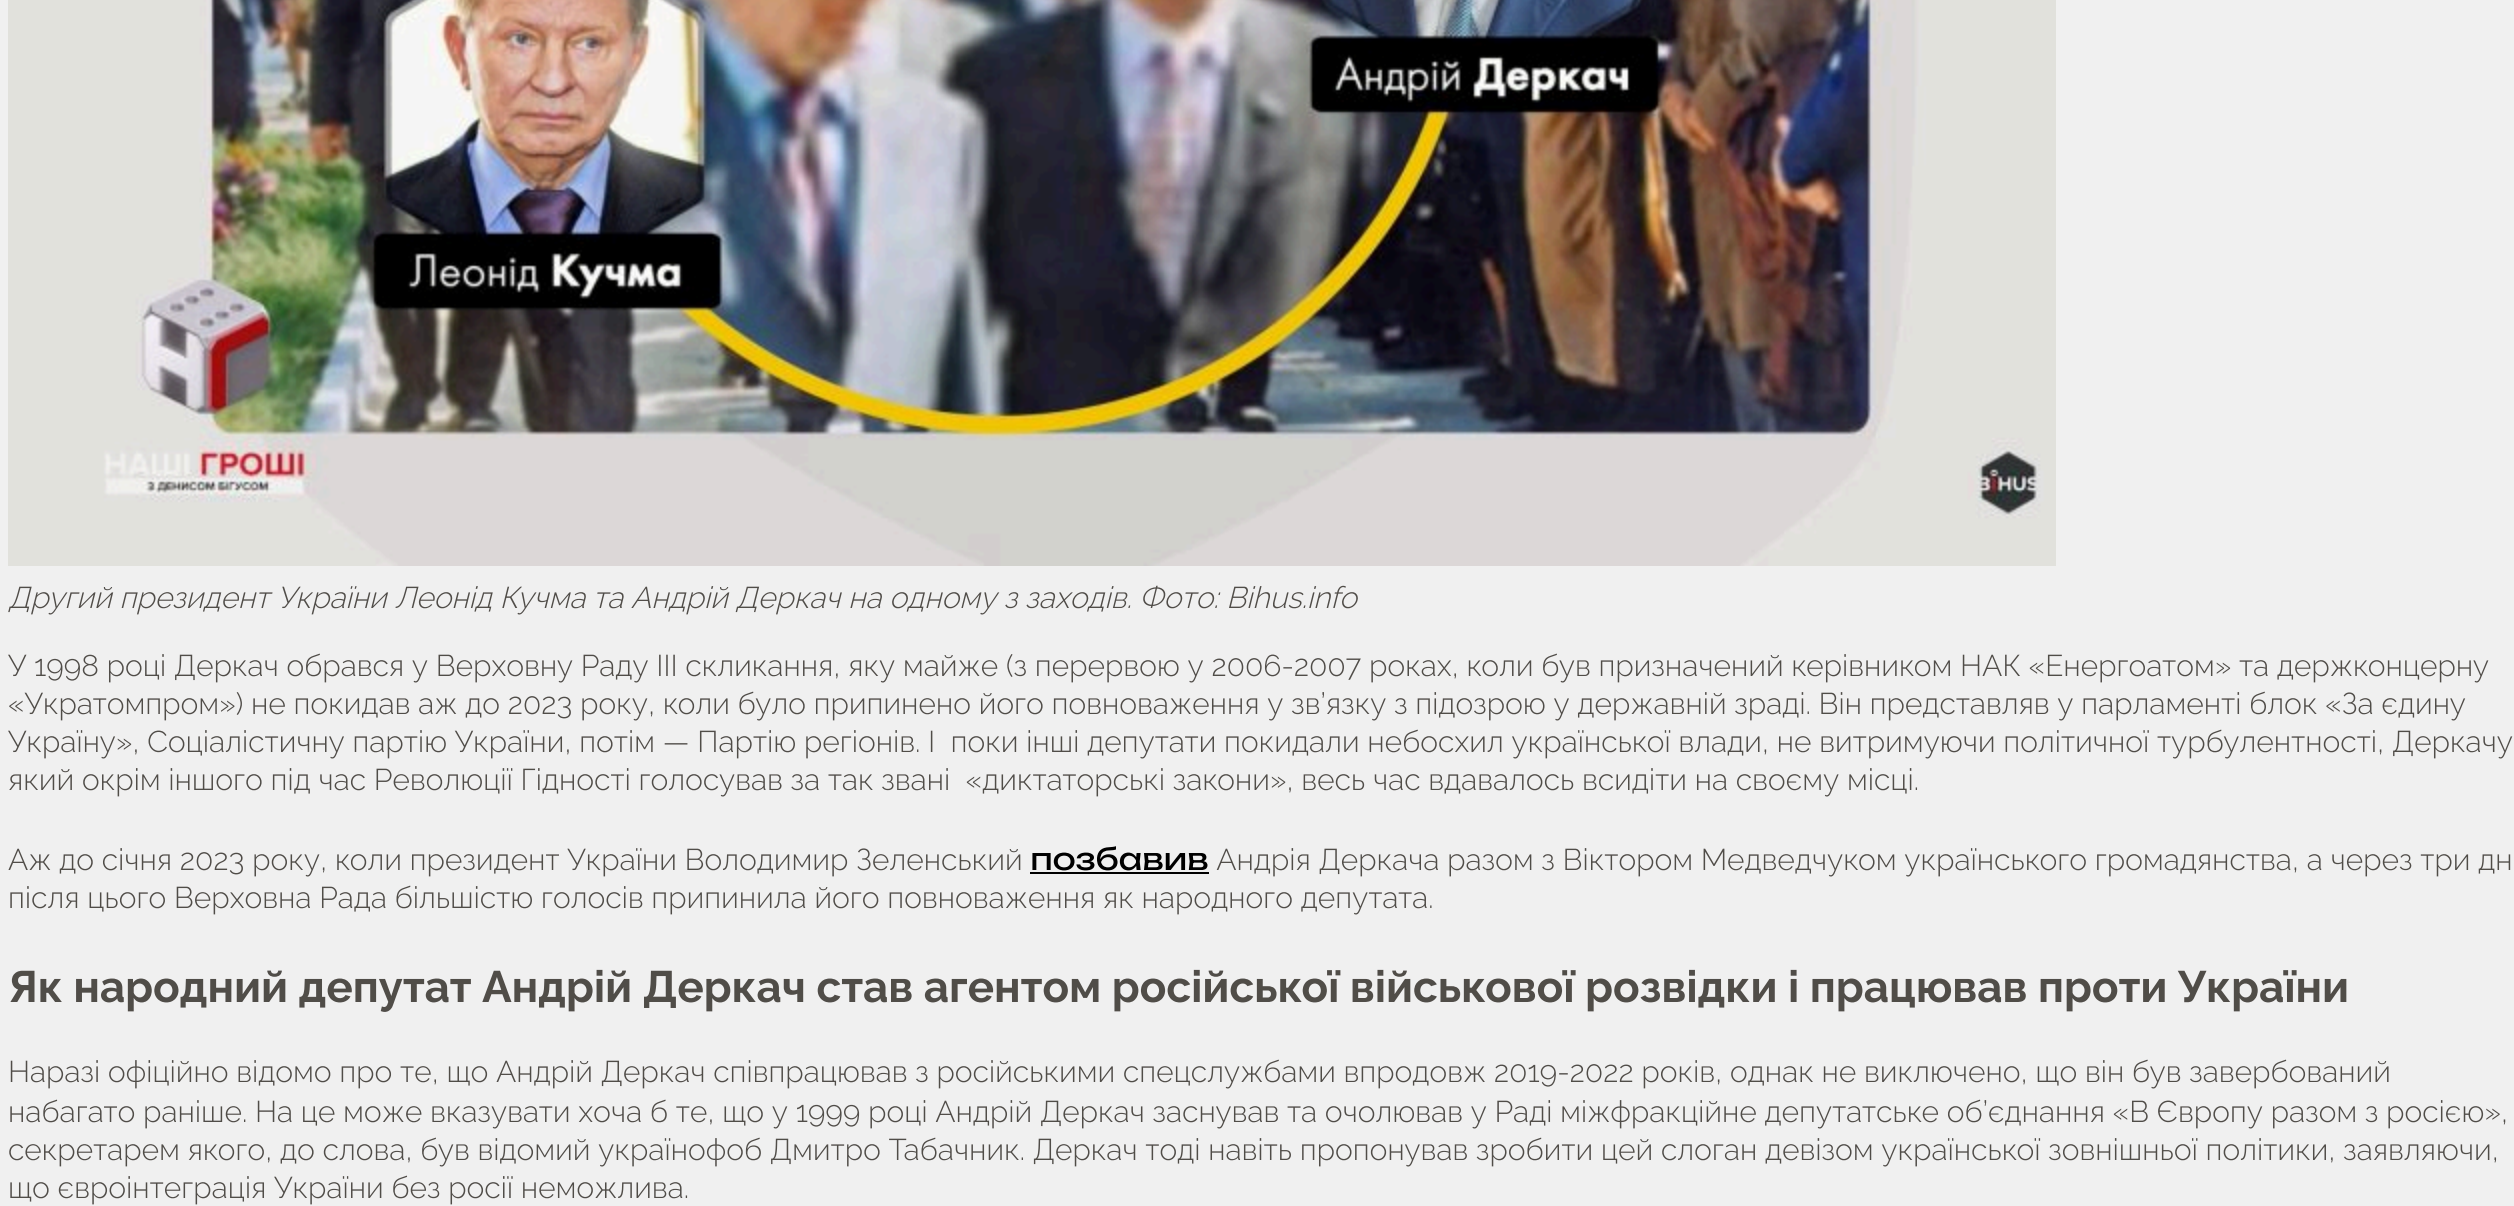 Андрій Деркач
Леонід Кучма
НАШІ ГРОШІ
З ДЕНИСОМ БІГУСОМ
BIHUS
Другий президент України Леонід Кучма та Андрій Деркач на одному з заходів. Фото: Bihus.info
У 1998 році Деркач обрався у Верховну Раду III скликання, яку майже (з перервою у 2006-2007 роках, коли був призначений керівником НАК «Енергоатом» та держконцерну
«Укратомпром») не покидав аж до 2023 року, коли було припинено його повноваження у зв’язку з підозрою у державній зраді. Він представляв у парламенті блок «За єдину
Україну», Соціалістичну партію України, потім — Партію регіонів. І  поки інші депутати покидали небосхил української влади, не витримуючи політичної турбулентності, Деркачу
який окрім іншого під час Революції Гідності голосував за так звані  «диктаторські закони», весь час вдавалось всидіти на своєму місці.
Аж до січня 2023 року, коли президент України Володимир Зеленський позбавив Андрія Деркача разом з Віктором Медведчуком українського громадянства, а через три дн
після цього Верховна Рада більшістю голосів припинила його повноваження як народного депутата.
Як народний депутат Андрій Деркач став агентом російської військової розвідки і працював проти України
Наразі офіційно відомо про те, що Андрій Деркач співпрацював з російськими спецслужбами впродовж 2019-2022 років, однак не виключено, що він був завербований
набагато раніше. На це може вказувати хоча б те, що у 1999 році Андрій Деркач заснував та очолював у Раді міжфракційне депутатське об’єднання «В Європу разом з росією»,
секретарем якого, до слова, був відомий українофоб Дмитро Табачник. Деркач тоді навіть пропонував зробити цей слоган девізом української зовнішньої політики, заявляючи,
що євроінтеграція України без росії неможлива.